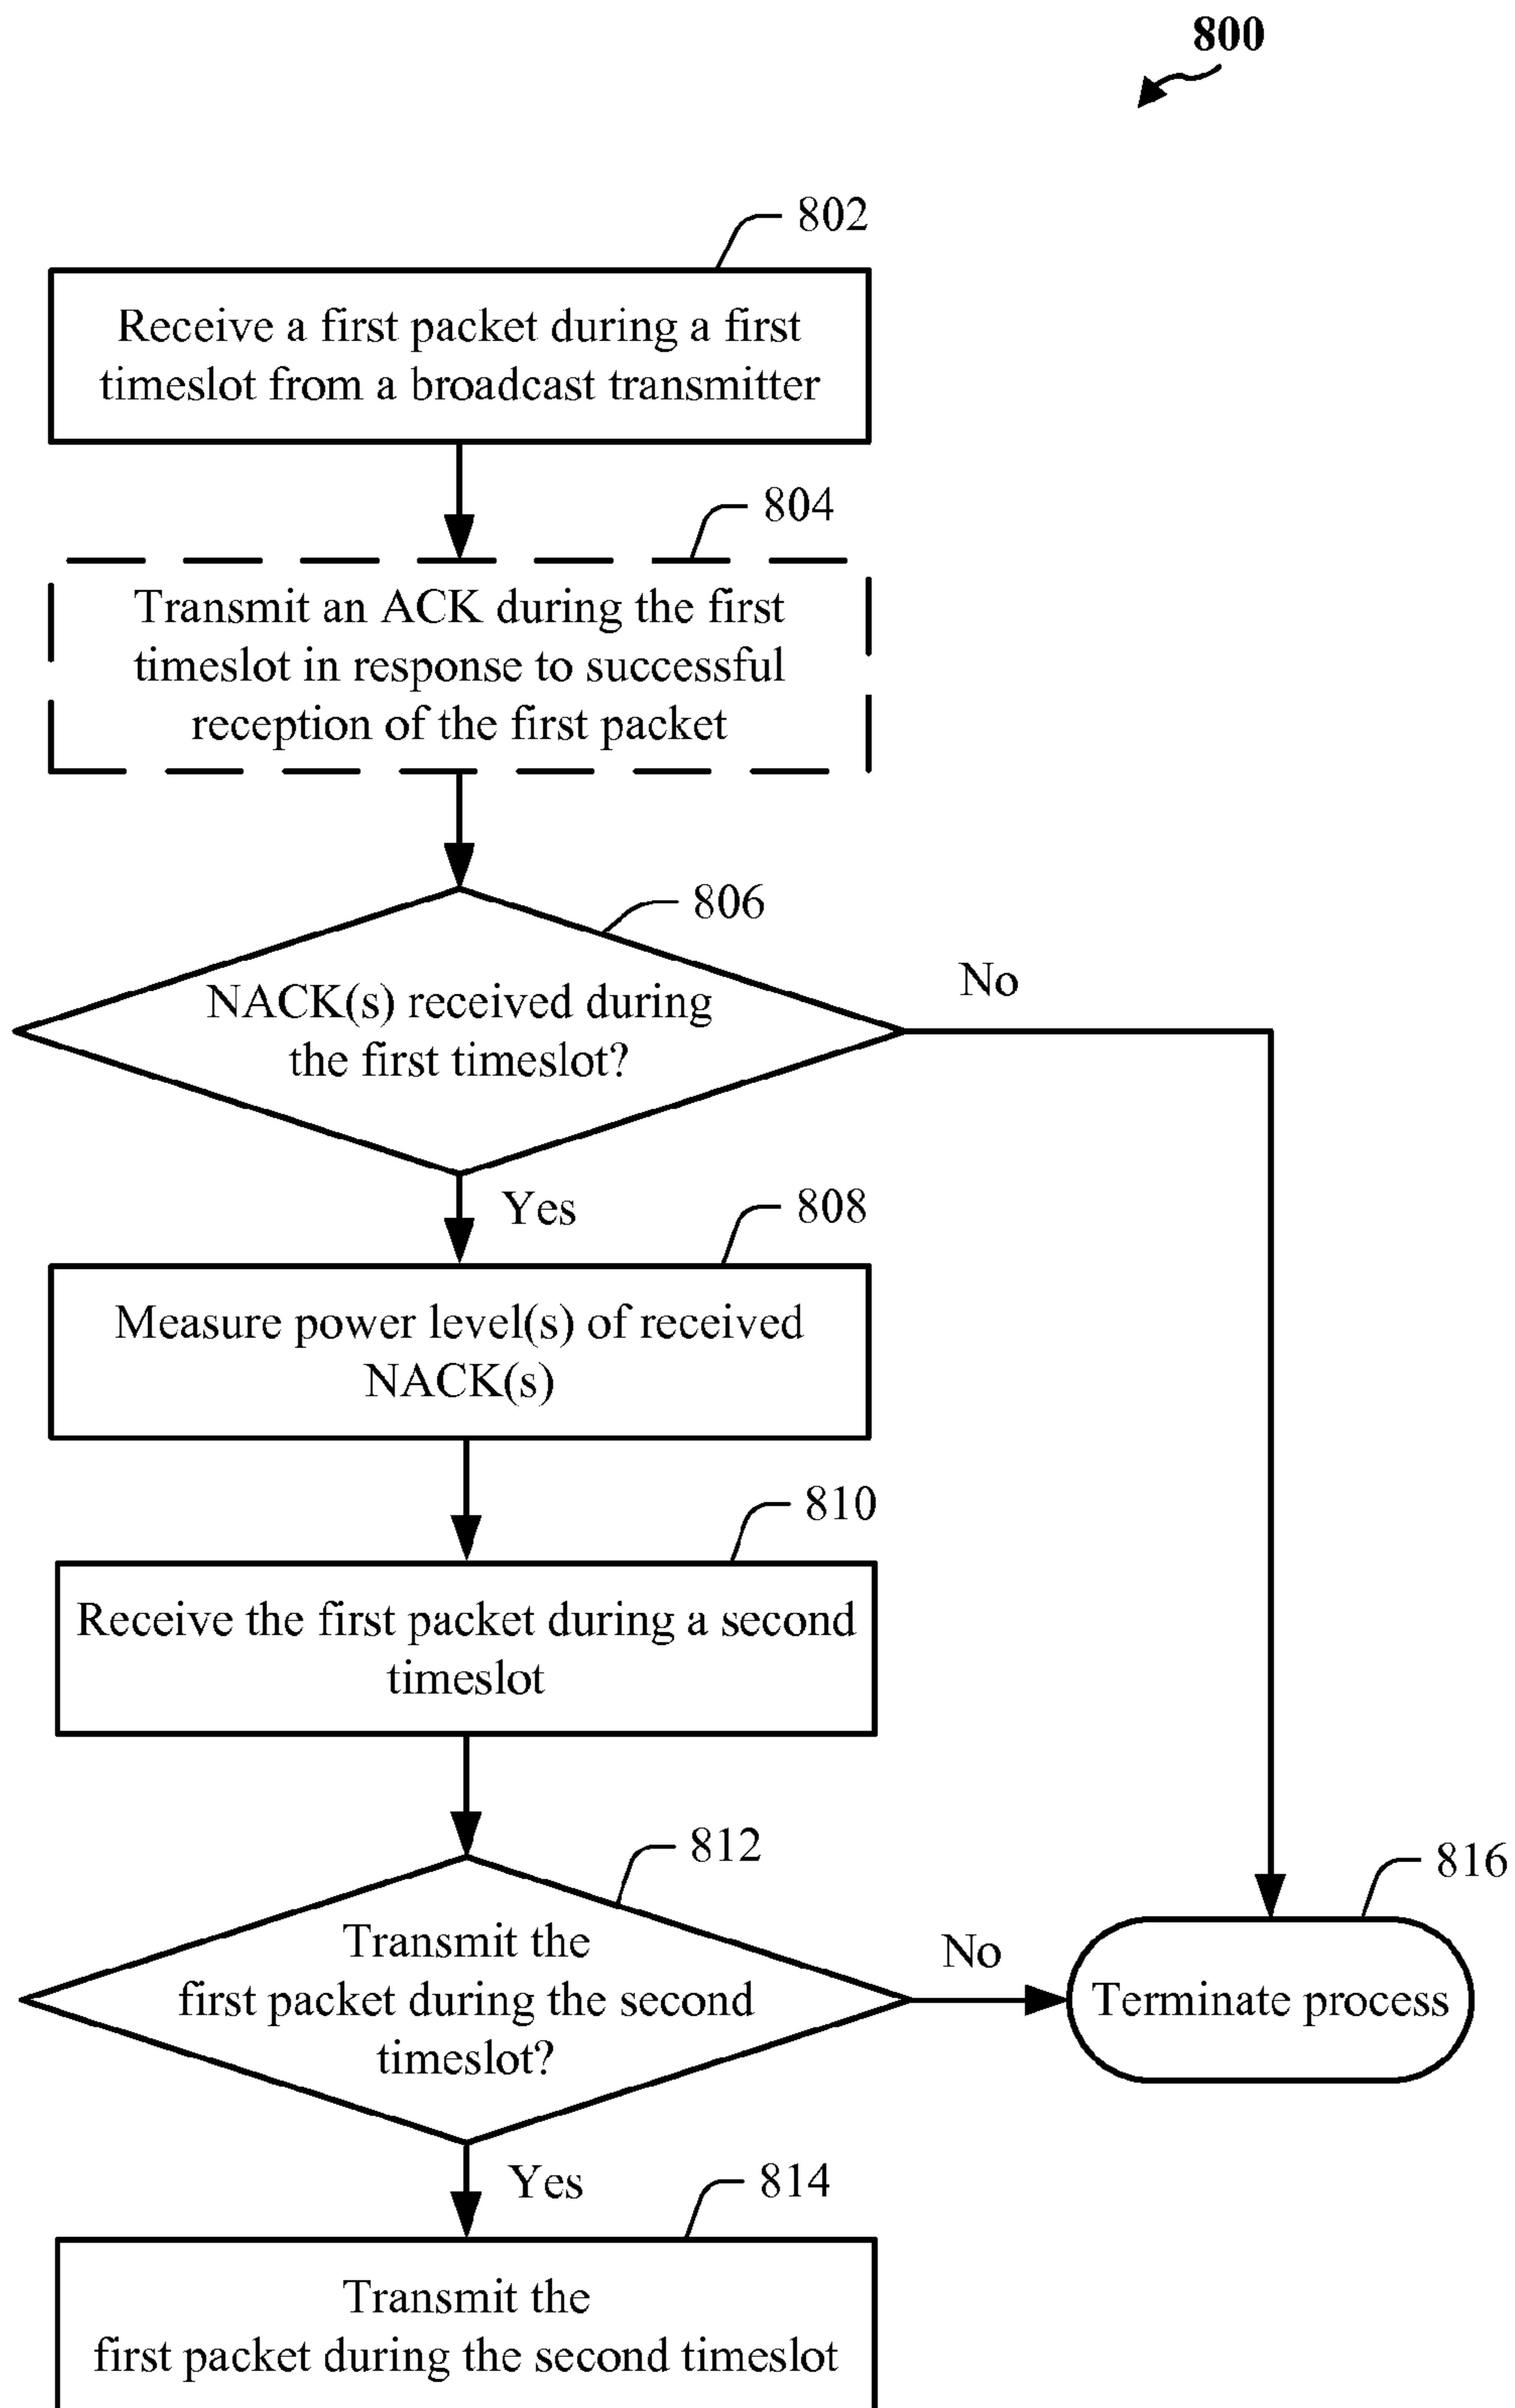 800
802
Receive a first packet during a first
timeslot from a broadcast transmitter
804
Transmit an ACK during the first
timeslot in response to successful
reception of the first packet
806
NACK(s) received during
the first timeslot?
No
Yes
808
Measure power level(s) of received
NACK(s)
810
Receive the first packet during a second
timeslot
812
Transmit the
first packet during the second
timeslot?
No
816
Terminate process
Yes
814
Transmit the
first packet during the second timeslot